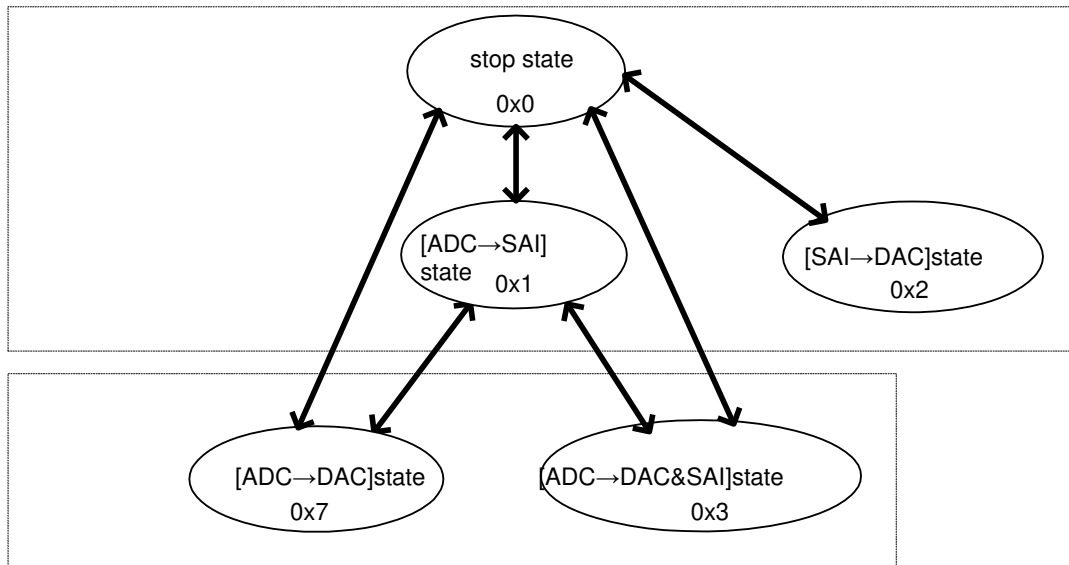 stop state
0x0
[ADC→SAI]
state
0x1
[SAI→DAC]state
0x2
[ADC→DAC]state
0x7
[ADC→DAC&SAI]state
0x3